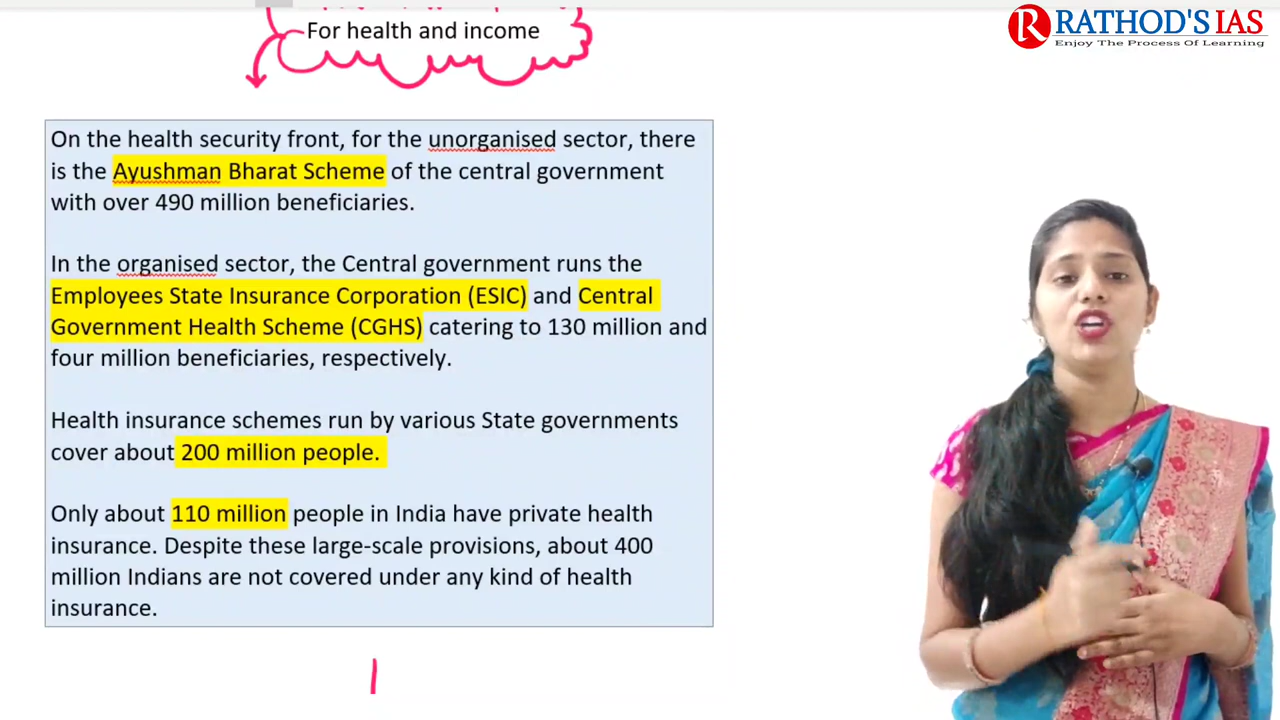 For health and income
RATHOD'S IAS
Enjoy The Process Of Learning
On the health security front, for the unorganised sector, there
is the Ayushman Bharat Scheme of the central government
with over 490 million beneficiaries.
In the organised sector, the Central government runs the
Employees State Insurance Corporation (ESIC) and Central
Government Health Scheme (CGHS) catering to 130 million and
four million beneficiaries, respectively.
Health insurance schemes run by various State governments
cover about 200 million people.
Only about 110 million people in India have private health
insurance. Despite these large-scale provisions, about 400
million Indians are not covered under any kind of health
insurance.